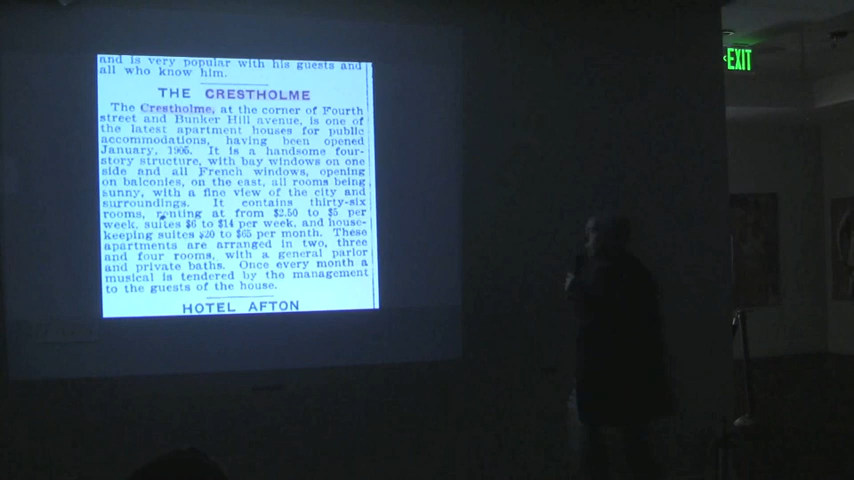 and is very popular with his guests and
all who know him.
THE CRESTHOLME
The Crestholme, at the corner of Fourth
street and Bunker Hill avenue, is one of
the latest apartment houses for public
accommodations, having been opened
January, 1905. It is a handsome four-
story structure, with bay windows on one
side and all French windows, opening
on balconies, on the east, all rooms being
sunny, with a fine view of the city and
surroundings. It contains thirty-six
rooms, renting at from $2.50 to $5 per
week, suites $6 to $14 per week, and house-
keeping suites $20 to $65 per month. These
apartments are arranged in two, three
and four rooms, with a general parlor
and private baths. Once every month a
musical is tendered by the management
to the guests of the house.
HOTEL AFTON
EXIT